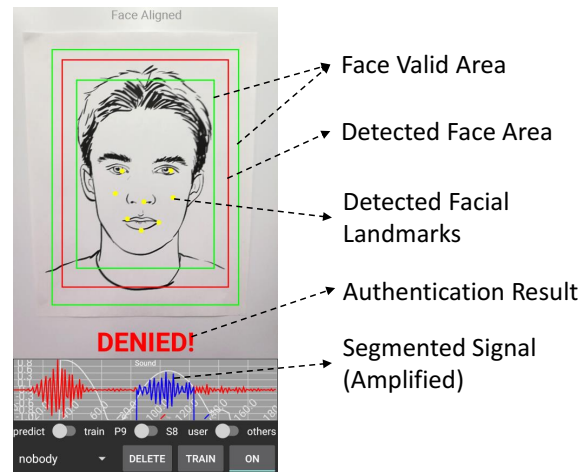 Face Aligned
Face Valid Area
Detected Face Area
Detected Facial
Landmarks
Authentication Result
DENIED!
Segmented Signal
(Amplified)
Sound
predict train P9 S8 user others
nobody DELETE TRAIN ON